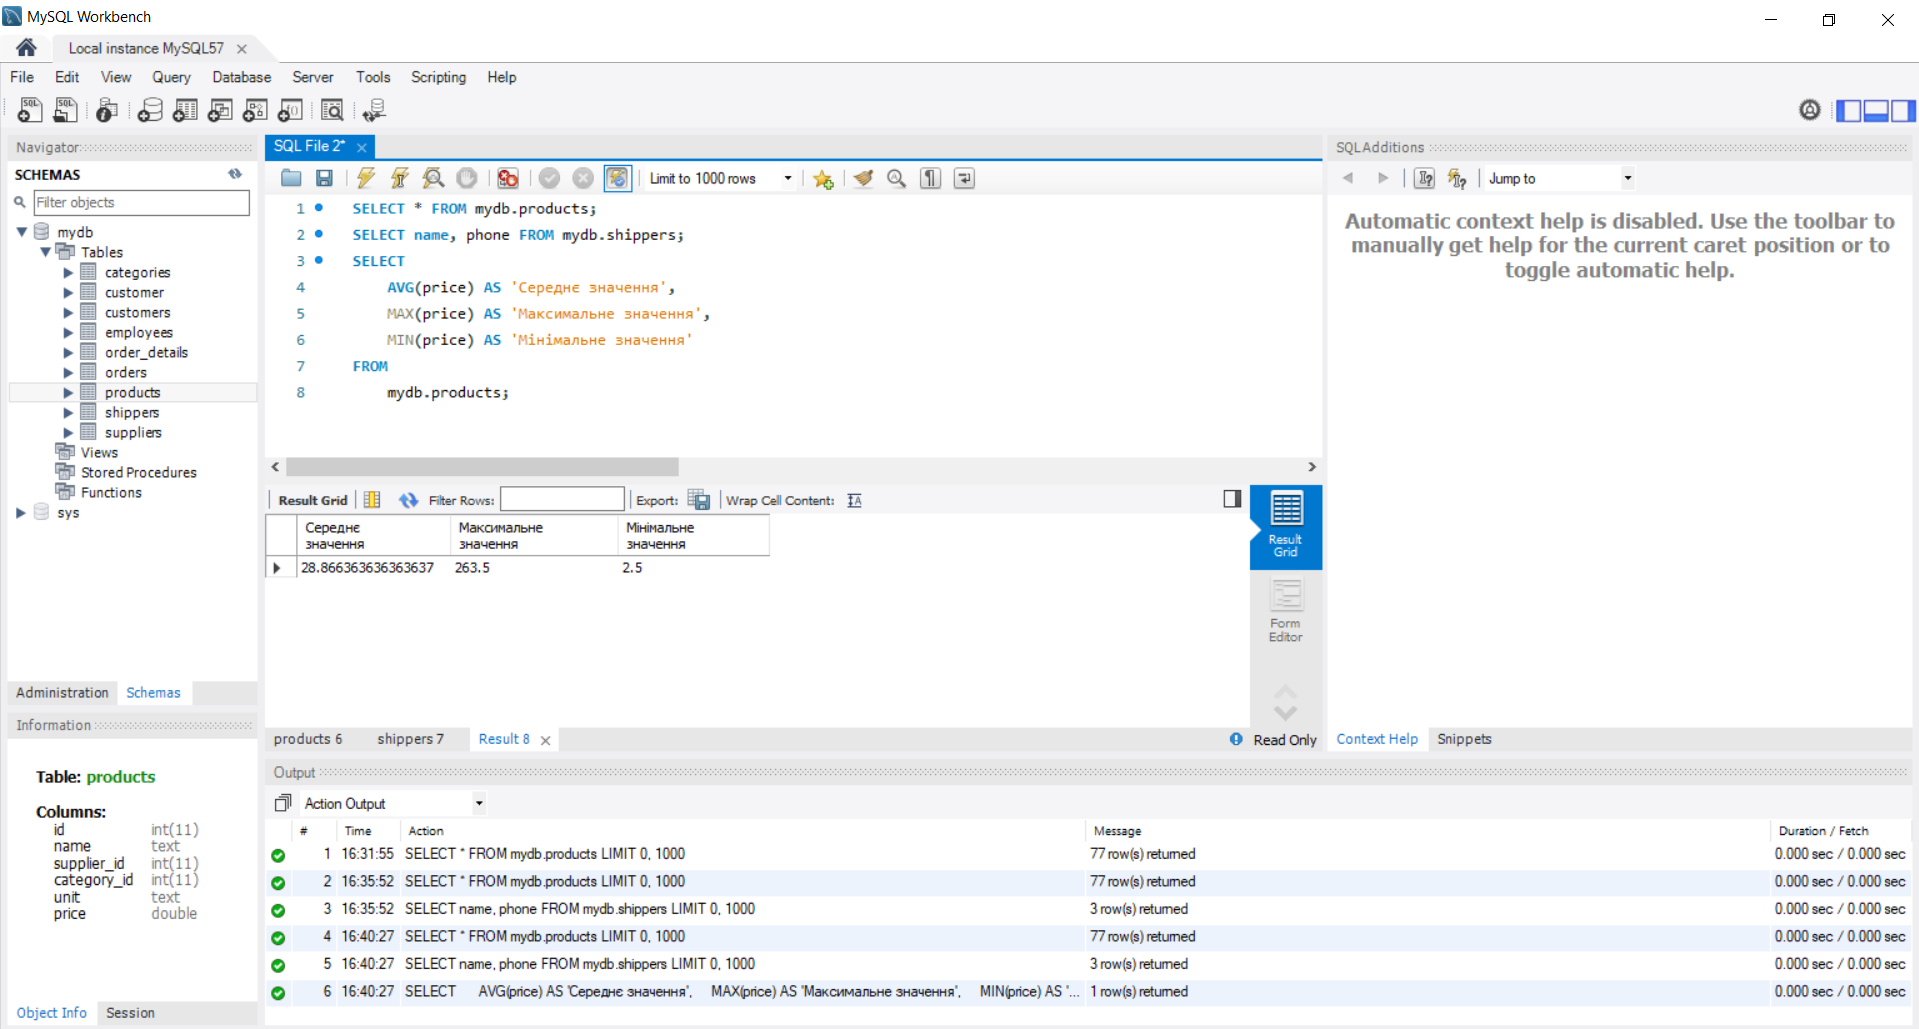 MySQL Workbench
Local instance MySQL57
File Edit View Query Database Server Tools Scripting Help
Navigator
SCHEMAS
Filter objects
mydb
Tables
categories
customer
customers
employees
order_details
orders
products
shippers
suppliers
Views
Stored Procedures
Functions
sys
Administration Schemas
Information
Table: products
Columns:
id int(11)
name text
supplier_id int(11)
category_id int(11)
unit text
price double
Object Info Session
SQL File 2*
Limit to 1000 rows
1 SELECT * FROM mydb.products;
2 SELECT name, phone FROM mydb.shippers;
3 SELECT
4 AVG(price) AS 'Середнє значення',
5 MAX(price) AS 'Максимальне значення',
6 MIN(price) AS 'Мінімальне значення'
7 FROM
8 mydb.products;
Result Grid Filter Rows: Export: Wrap Cell Content:
Середнє значення Максимальне значення Мінімальне значення
28.866363636363637 263.5 2.5
Result Grid
Form Editor
products 6 shippers 7 Result 8 Read Only
SQLAdditions
Jump to
Automatic context help is disabled. Use the toolbar to
manually get help for the current caret position or to
toggle automatic help.
Context Help Snippets
Output
Action Output
# Time Action Message Duration / Fetch
1 16:31:55 SELECT * FROM mydb.products LIMIT 0, 1000 77 row(s) returned 0.000 sec / 0.000 sec
2 16:35:52 SELECT * FROM mydb.products LIMIT 0, 1000 77 row(s) returned 0.000 sec / 0.000 sec
3 16:35:52 SELECT name, phone FROM mydb.shippers LIMIT 0, 1000 3 row(s) returned 0.000 sec / 0.000 sec
4 16:40:27 SELECT * FROM mydb.products LIMIT 0, 1000 77 row(s) returned 0.000 sec / 0.000 sec
5 16:40:27 SELECT name, phone FROM mydb.shippers LIMIT 0, 1000 3 row(s) returned 0.000 sec / 0.000 sec
6 16:40:27 SELECT AVG(price) AS 'Середнє значення', MAX(price) AS 'Максимальне значення', MIN(price) AS '... 1 row(s) returned 0.000 sec / 0.000 sec